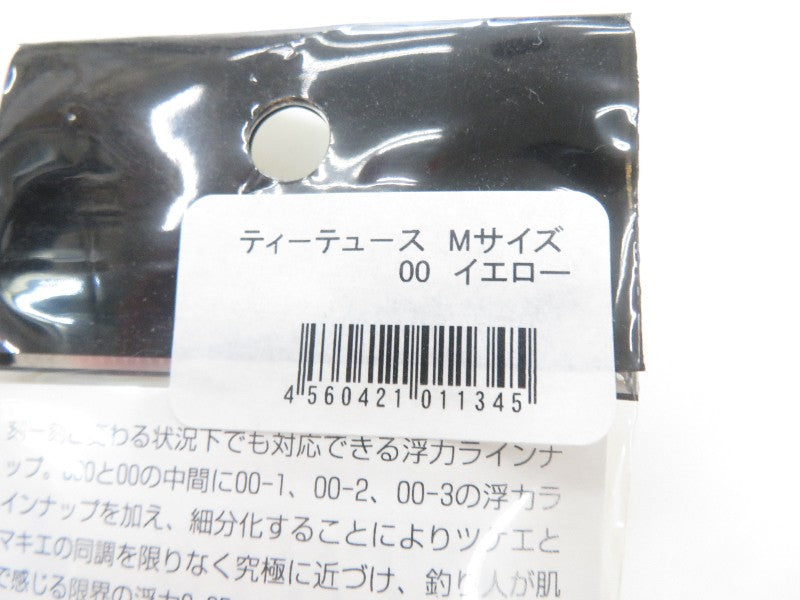 ティーテュース Mサイズ
00 イエロー
4 560421 011345
刻一刻と変わる状況下でも対応できる浮力ラインナ
ップ。000と00の中間に00-1、00-2、00-3の浮力ラ
インナップを加え、細分化することによりツケエと
マキエの同調を限りなく究極に近づけ、釣り人が肌
で感じる限界の浮力